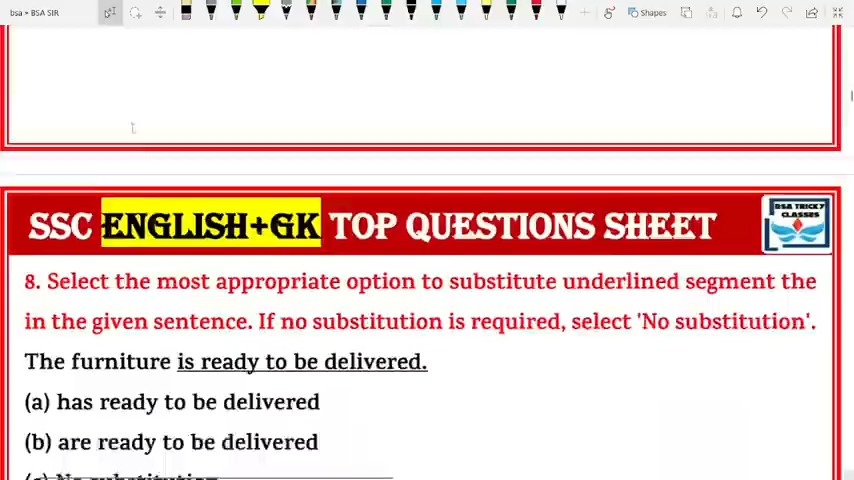 bsa > BSA SIR
Shapes
SSC ENGLISH+GK TOP QUESTIONS SHEET
BSA TRICKY
CLASSES
8. Select the most appropriate option to substitute underlined segment the
in the given sentence. If no substitution is required, select 'No substitution'.
The furniture is ready to be delivered.
(a) has ready to be delivered
(b) are ready to be delivered
(c) No substitution